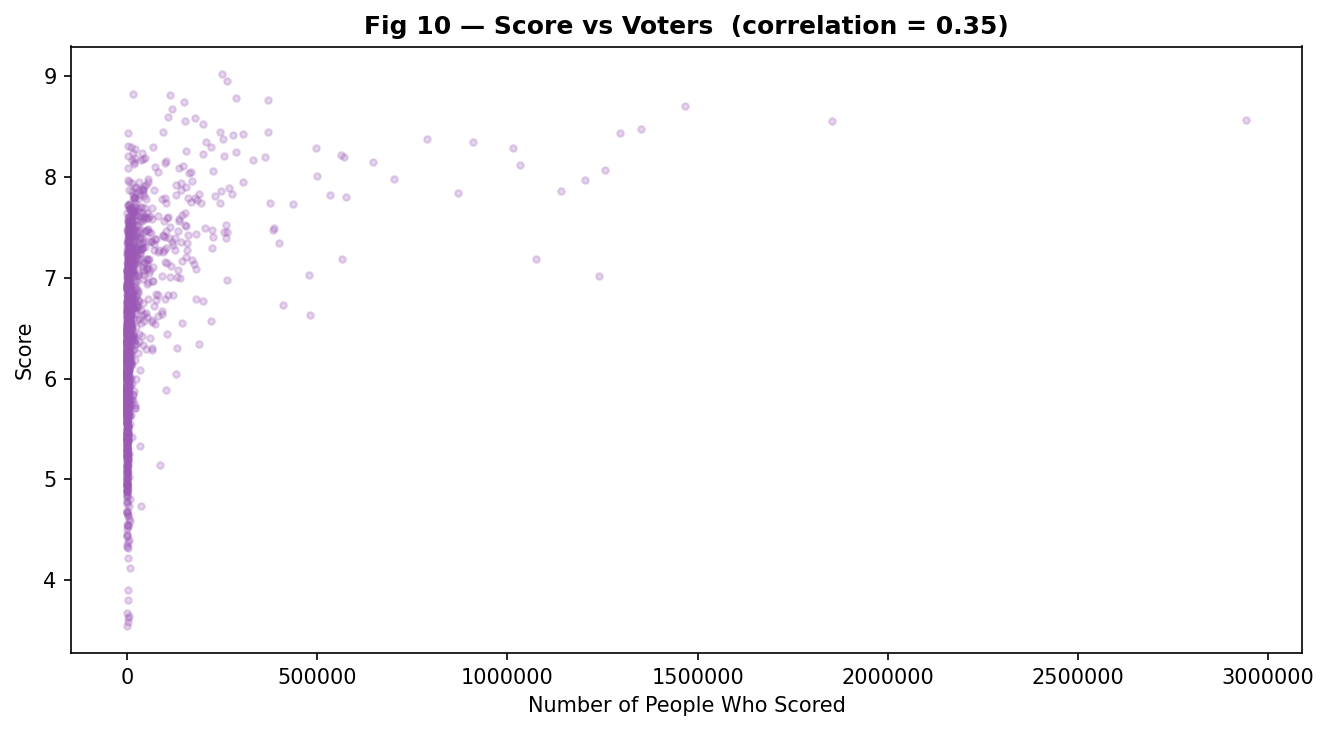 Fig 10 — Score vs Voters  (correlation = 0.35)
9
8
7
6
5
4
Score
0 500000 1000000 1500000 2000000 2500000 3000000
Number of People Who Scored